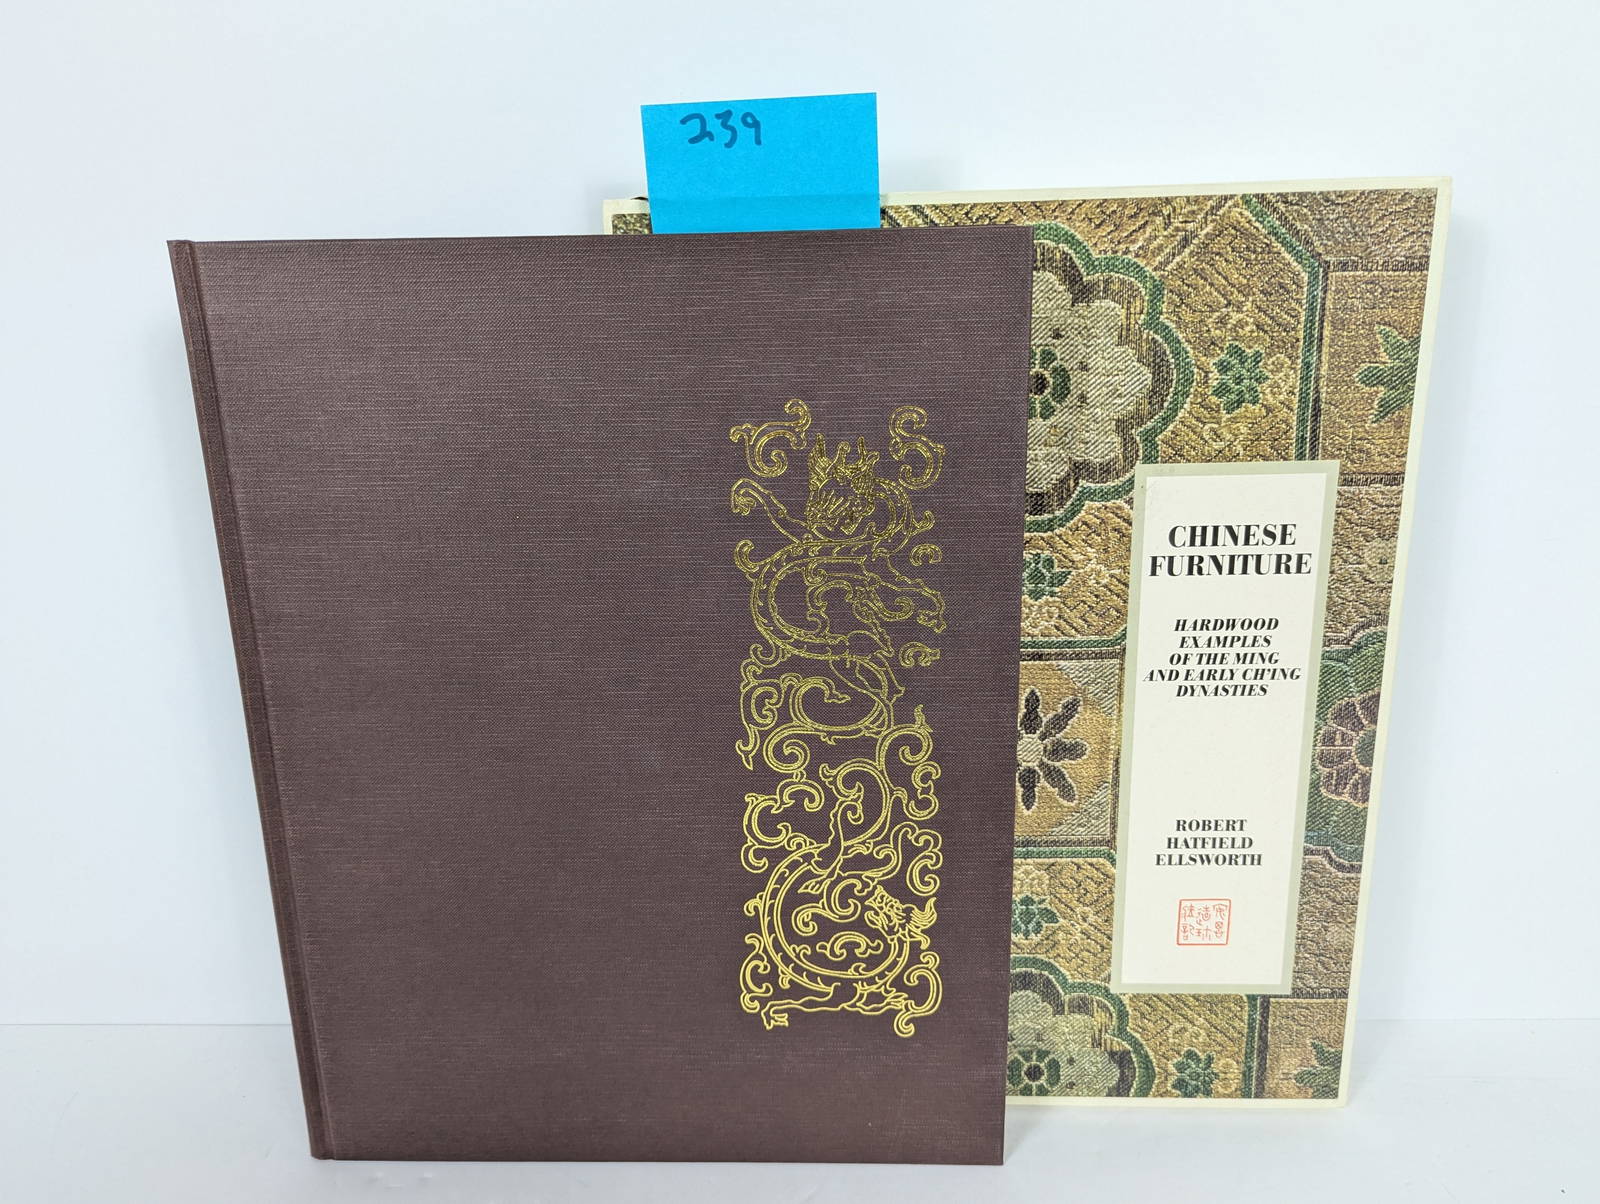 239
CHINESE
FURNITURE
HARDWOOD
EXAMPLES
OF THE MING
AND EARLY CH'ING
DYNASTIES
ROBERT
HATFIELD
ELLSWORTH